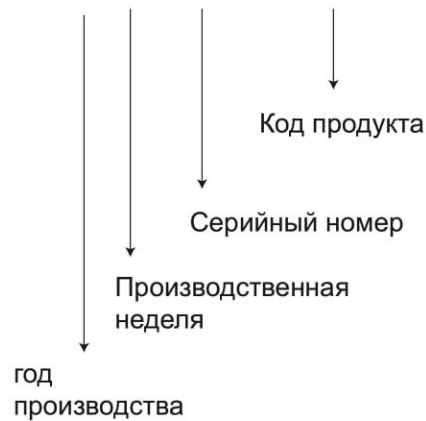 Код продукта
Серийный номер
Производственная
неделя
год
производства